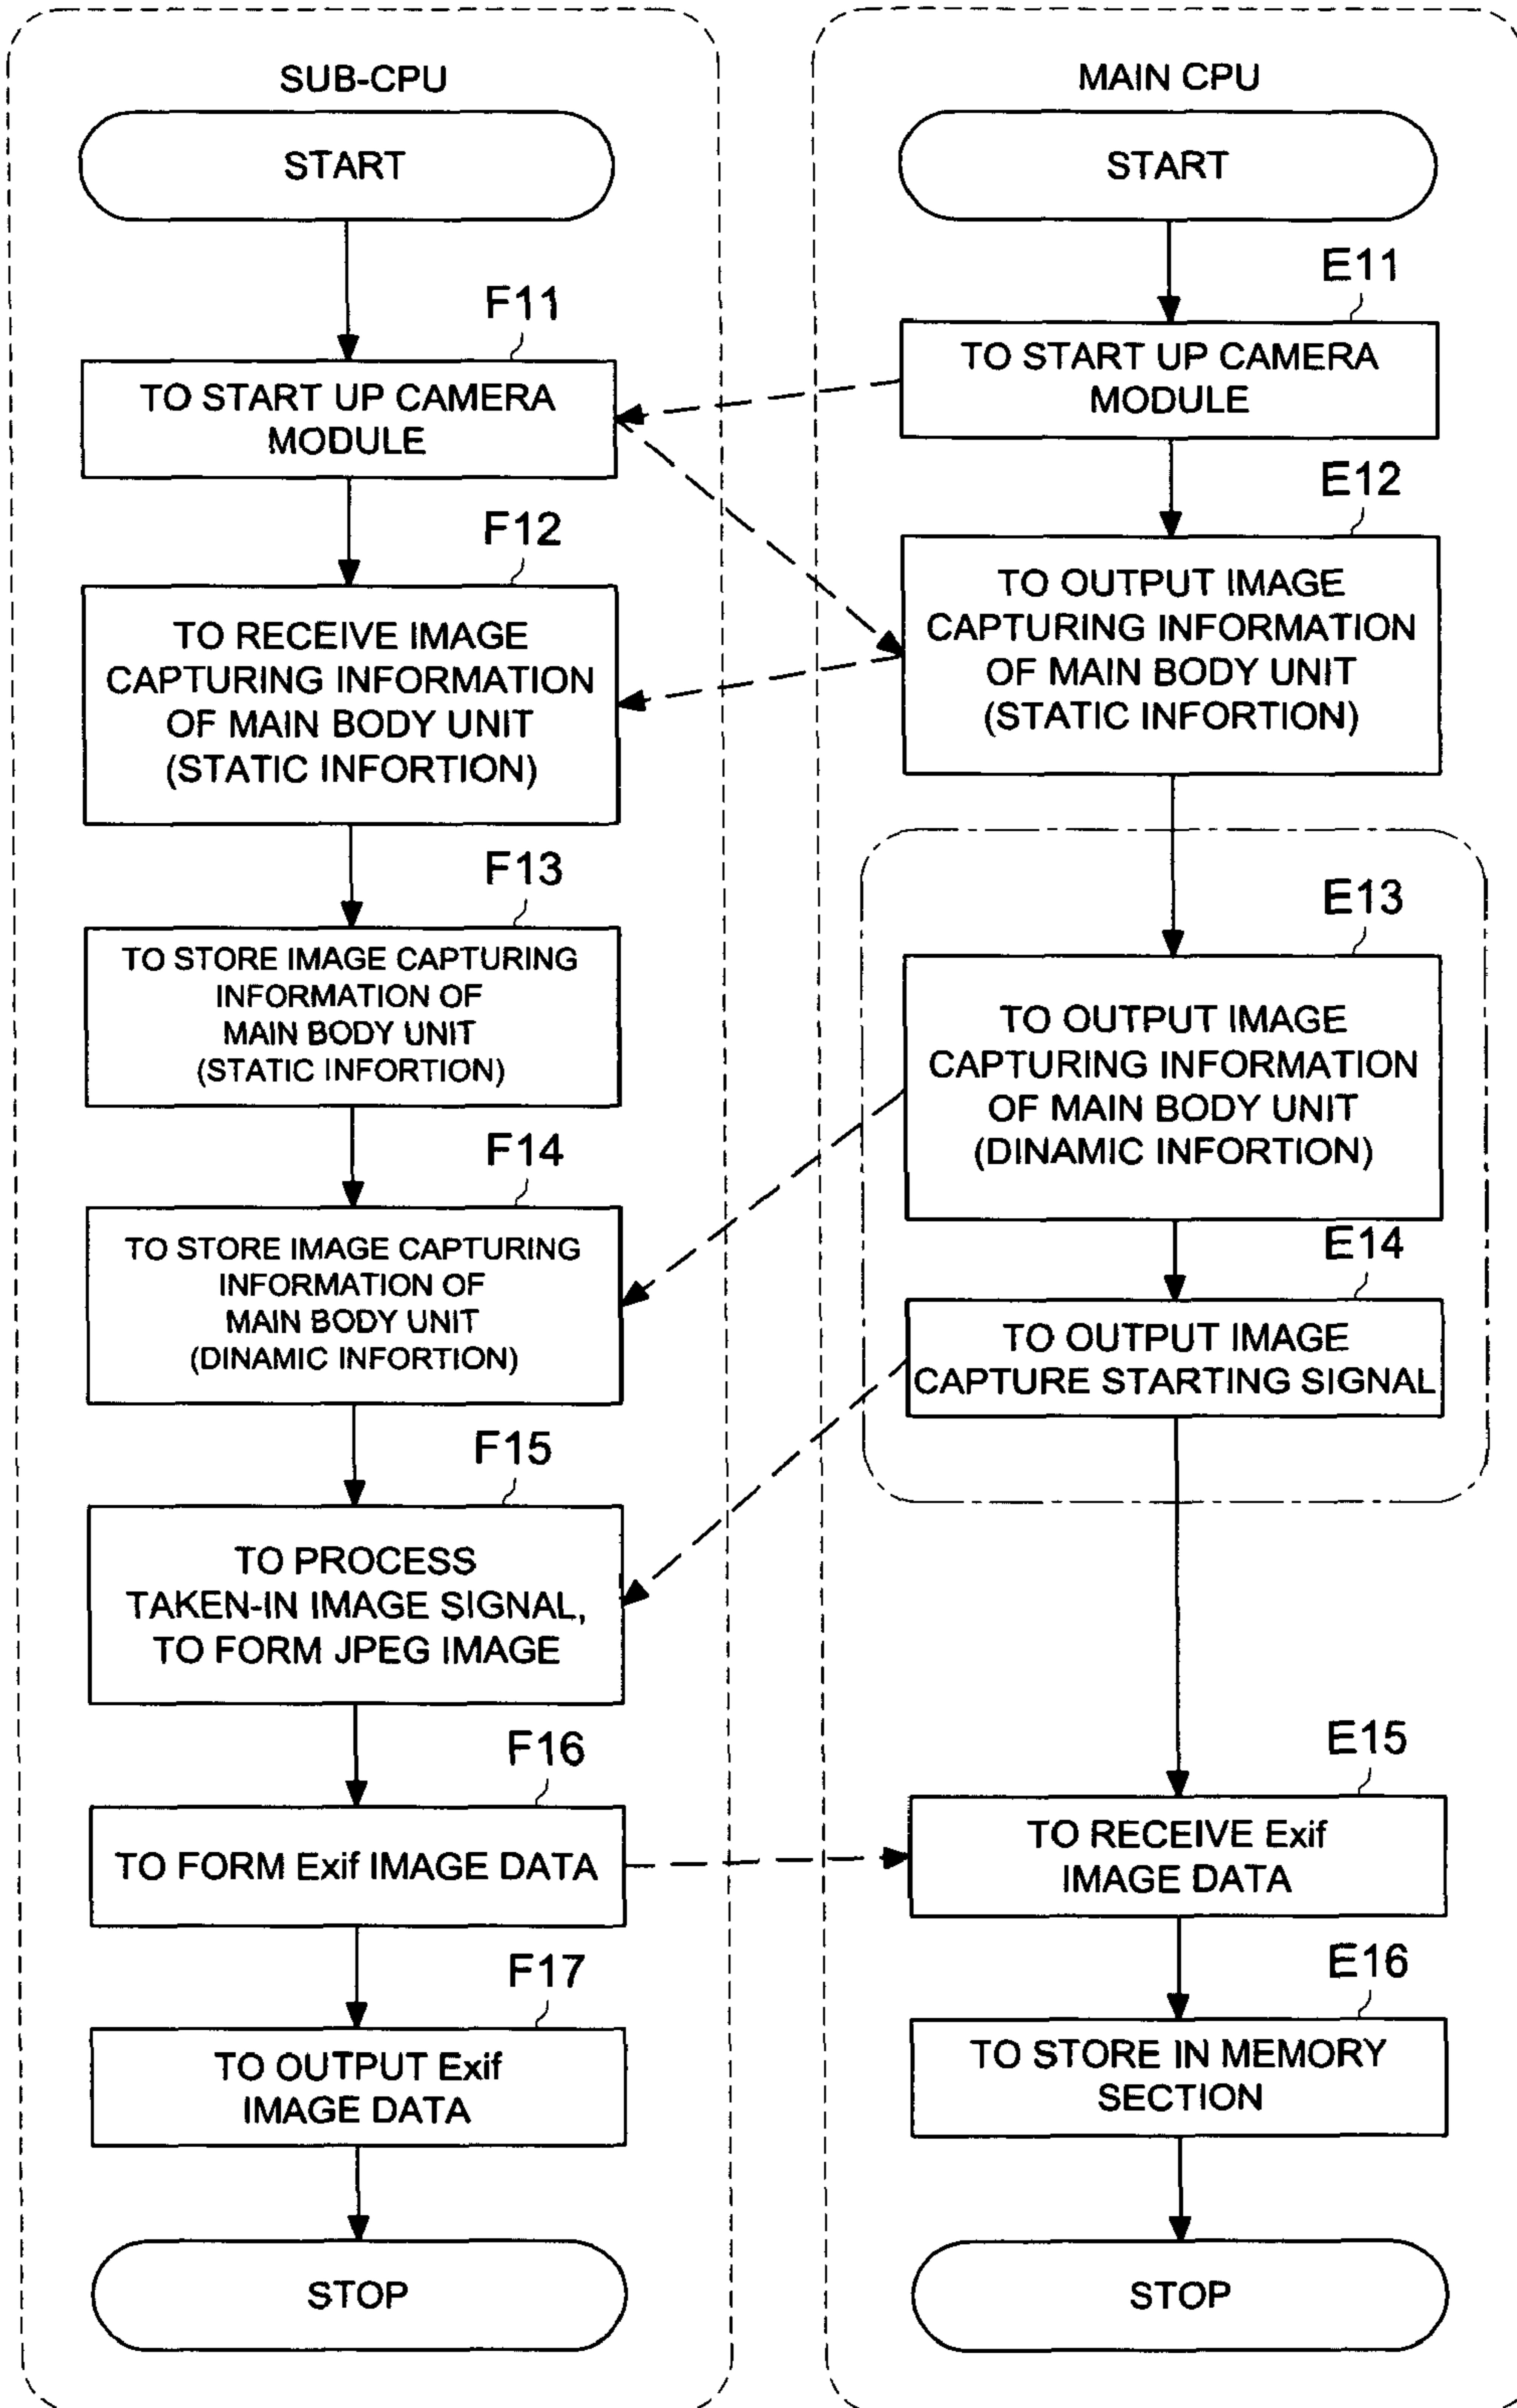 SUB-CPU
START
F11
TO START UP CAMERA
MODULE
F12
TO RECEIVE IMAGE
CAPTURING INFORMATION
OF MAIN BODY UNIT
(STATIC INFORTION)
F13
TO STORE IMAGE CAPTURING
INFORMATION OF
MAIN BODY UNIT
(STATIC INFORTION)
F14
TO STORE IMAGE CAPTURING
INFORMATION OF
MAIN BODY UNIT
(DINAMIC INFORTION)
F15
TO PROCESS
TAKEN-IN IMAGE SIGNAL,
TO FORM JPEG IMAGE
F16
TO FORM Exif IMAGE DATA
F17
TO OUTPUT Exif
IMAGE DATA
STOP
MAIN CPU
START
E11
TO START UP CAMERA
MODULE
E12
TO OUTPUT IMAGE
CAPTURING INFORMATION
OF MAIN BODY UNIT
(STATIC INFORTION)
E13
TO OUTPUT IMAGE
CAPTURING INFORMATION
OF MAIN BODY UNIT
(DINAMIC INFORTION)
E14
TO OUTPUT IMAGE
CAPTURE STARTING SIGNAL
E15
TO RECEIVE Exif
IMAGE DATA
E16
TO STORE IN MEMORY
SECTION
STOP